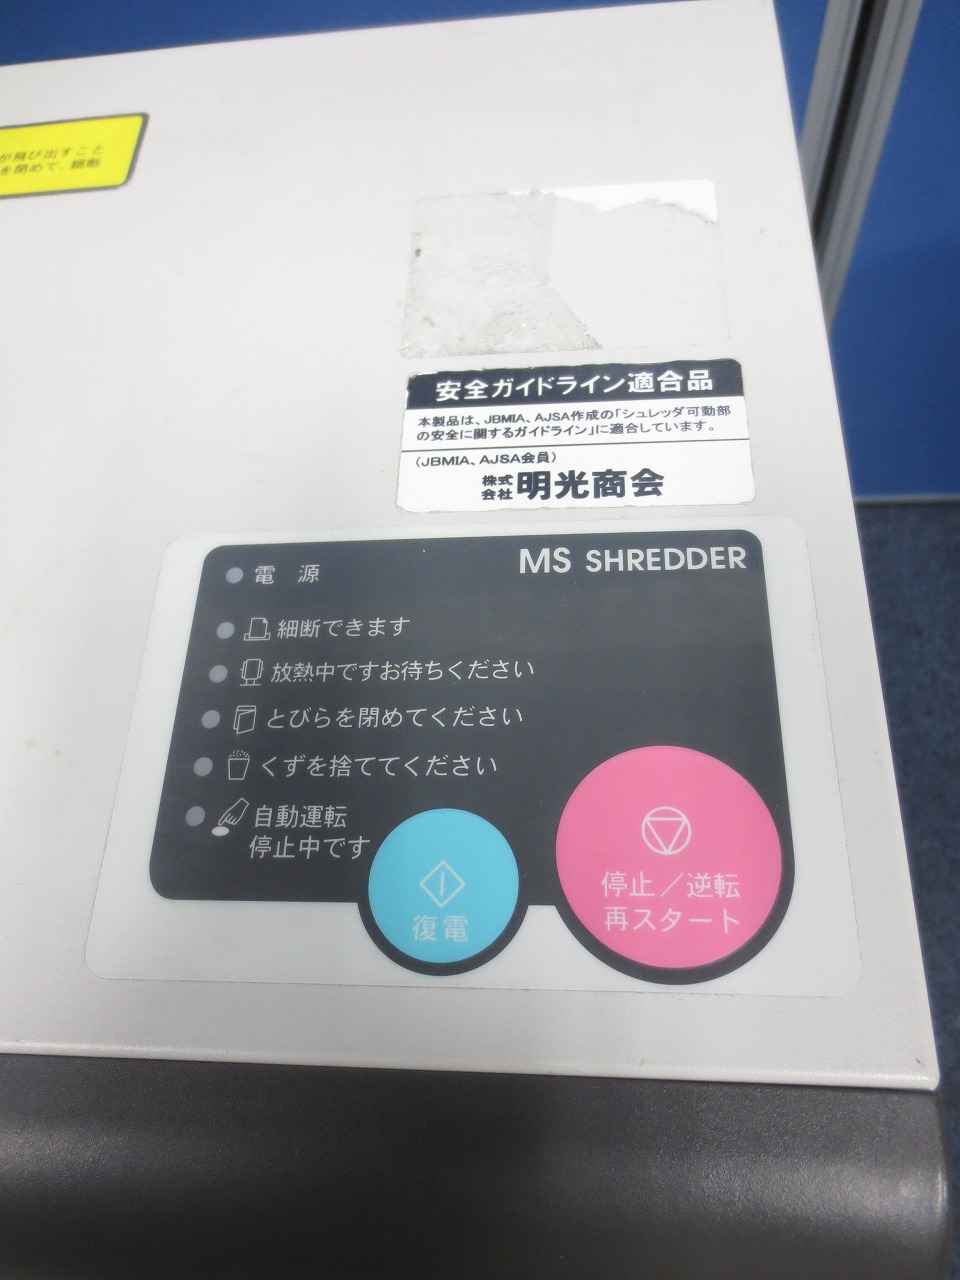 が飛び出すこと
を閉めて、細断
安全ガイドライン適合品
本製品は、JBMIA、AJSA作成の「シュレッダ可動部
の安全に関するガイドライン」に適合しています。
（JBMIA、AJSA会員）
株式会社明光商会
MS SHREDDER
電 源
細断できます
放熱中ですお待ちください
とびらを閉めてください
くずを捨ててください
自動運転
停止中です
復電
停止／逆転
再スタート